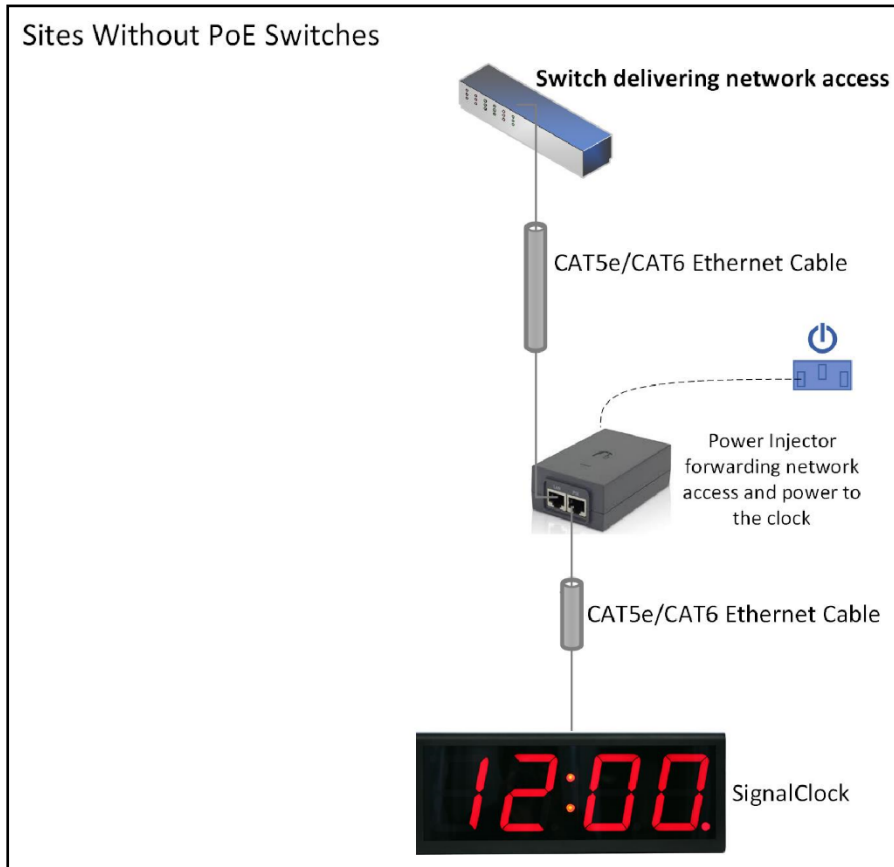 Sites Without PoE Switches
Switch delivering network access
CAT5e/CAT6 Ethernet Cable
Power Injector
forwarding network
access and power to
the clock
CAT5e/CAT6 Ethernet Cable
12:00.
SignalClock